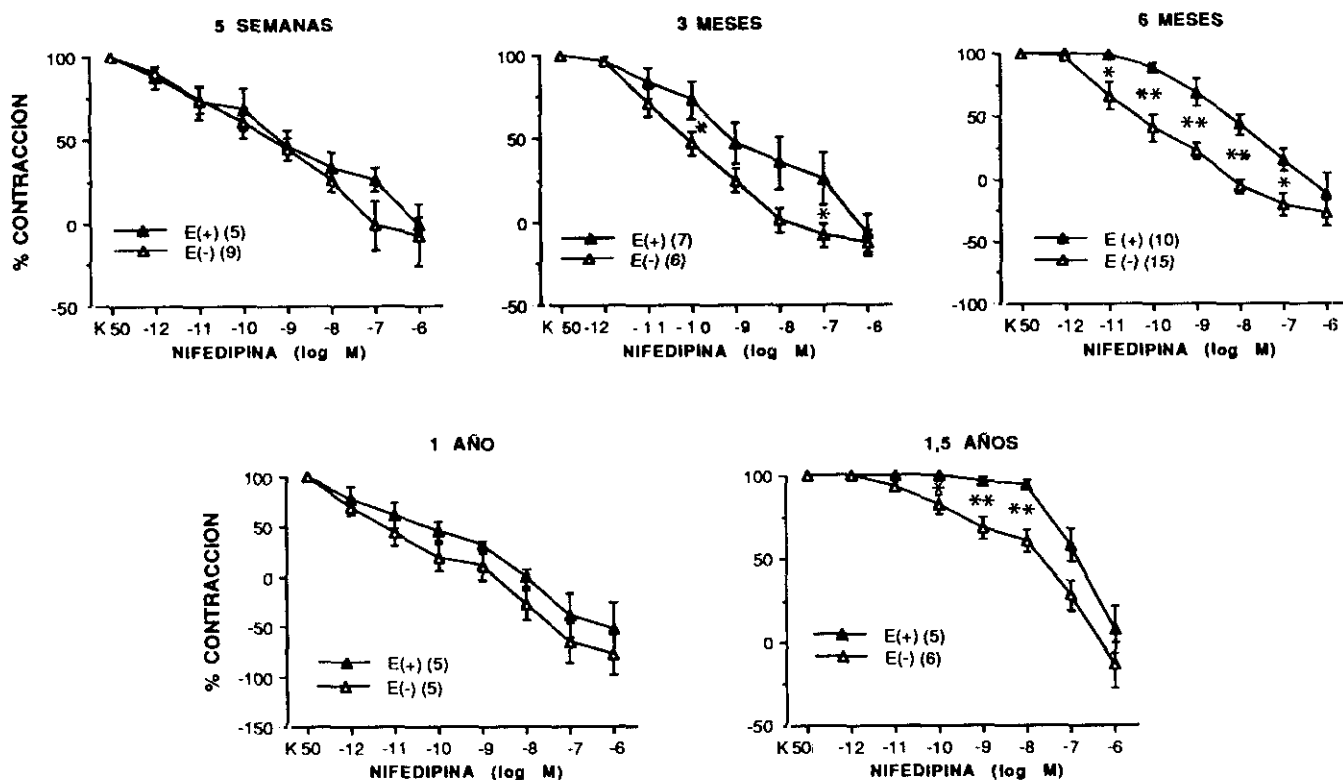 5 SEMANAS
% CONTRACCION
100
50
0
-50
E(+) (5)
E(-) (9)
K 50 -12 -11 -10 -9 -8 -7 -6
NIFEDIPINA (log M)
3 MESES
100
50
0
-50
*
*
E(+) (7)
E(-) (6)
K 50 -12 -11 -10 -9 -8 -7 -6
NIFEDIPINA (log M)
6 MESES
100
50
0
-50
-100
*
**
**
**
*
E (+) (10)
E (-) (15)
K 50 -12 -11 -10 -9 -8 -7 -6
NIFEDIPINA (log M)
1 AÑO
% CONTRACCION
100
50
0
-50
-100
-150
E(+) (5)
E(-) (5)
K 50 -12 -11 -10 -9 -8 -7 -6
NIFEDIPINA (log M)
1,5 AÑOS
100
50
0
-50
*
**
**
E(+) (5)
E(-) (6)
K 50 -12 -11 -10 -9 -8 -7 -6
NIFEDIPINA (log M)